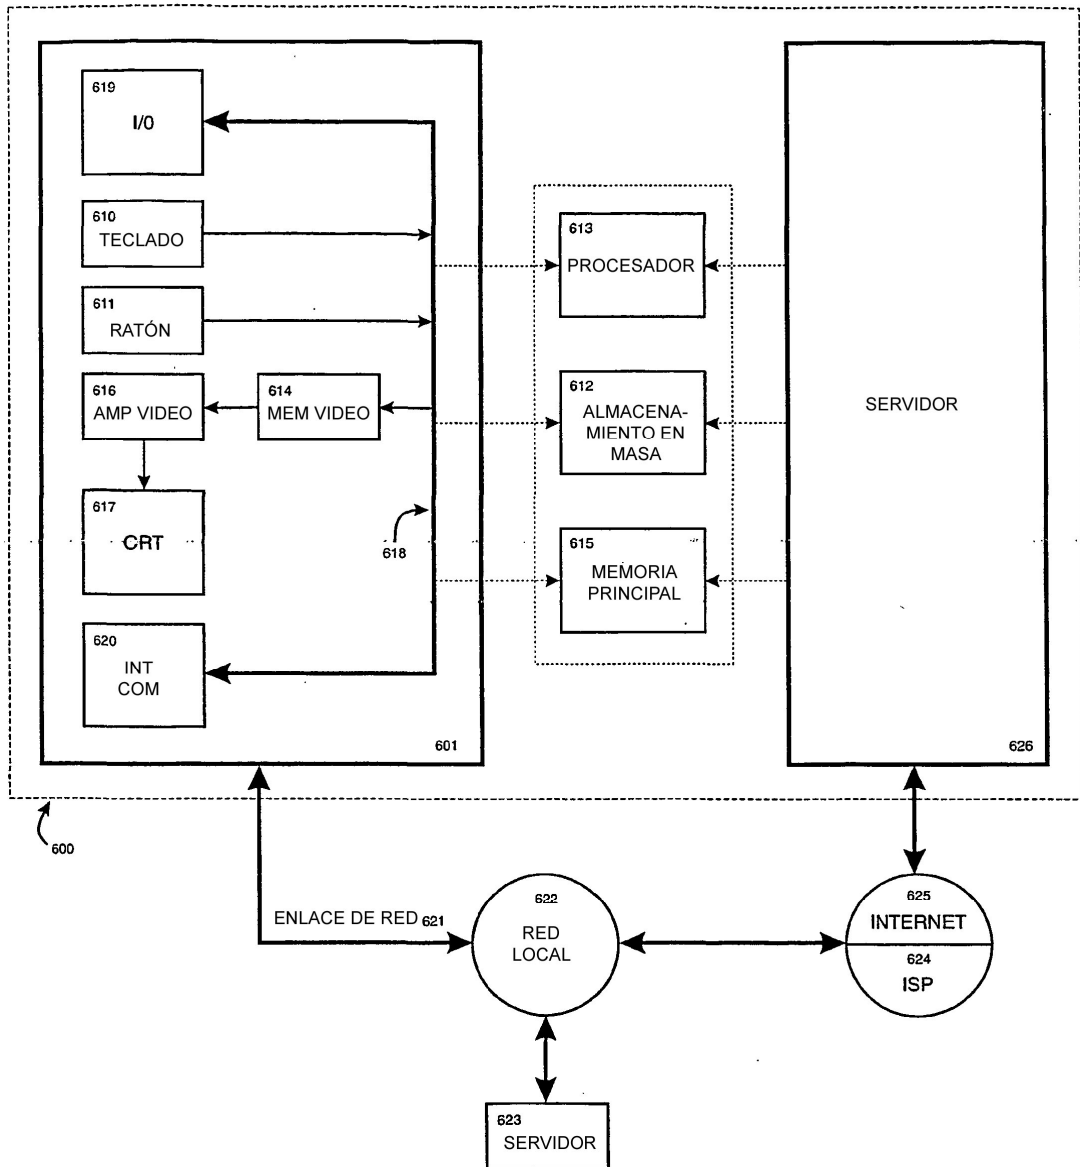 619
I/0
610
TECLADO
611
RATÓN
616
AMP VIDEO
614
MEM VIDEO
617
CRT
618
620
INT
COM
601
613
PROCESADOR
612
ALMACENA-
MIENTO EN
MASA
615
MEMORIA
PRINCIPAL
SERVIDOR
626
600
ENLACE DE RED 621
622
RED
LOCAL
625
INTERNET
624
ISP
623
SERVIDOR